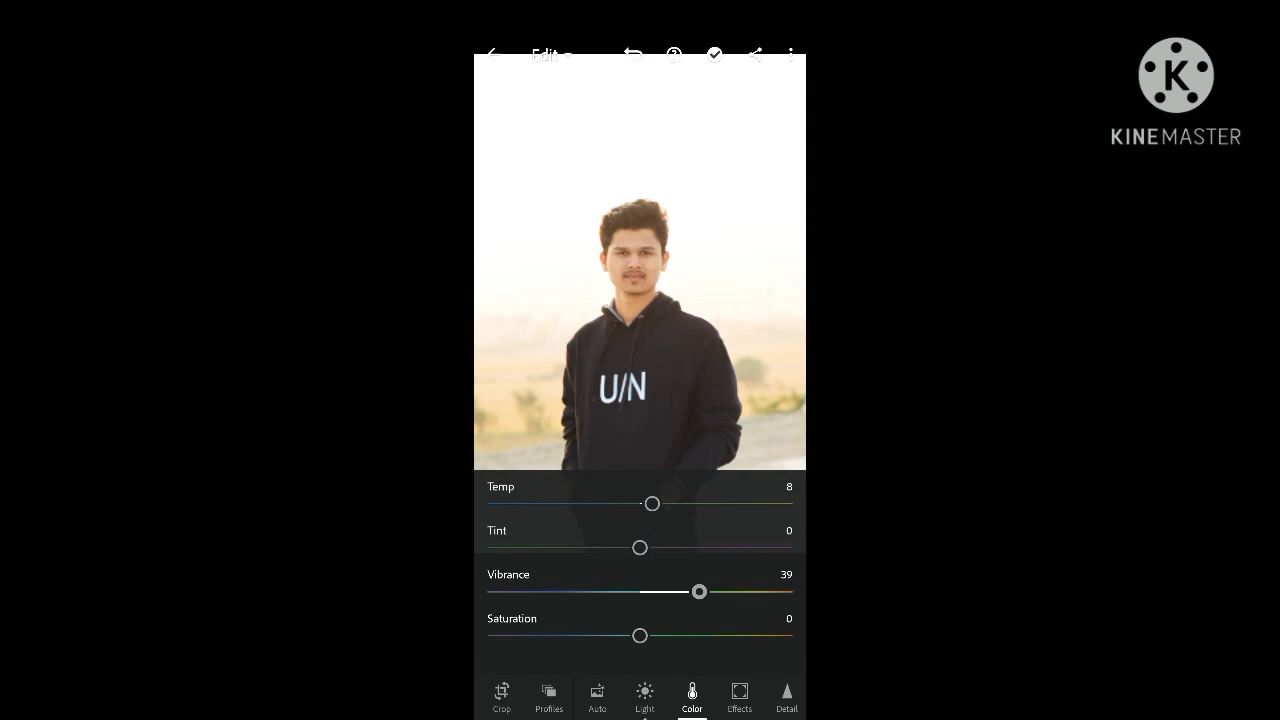 Edit
K
KINEMASTER
U/N
Temp 8
Tint 0
Vibrance 39
Saturation 0
Crop Profiles Auto Light Color Effects Detail